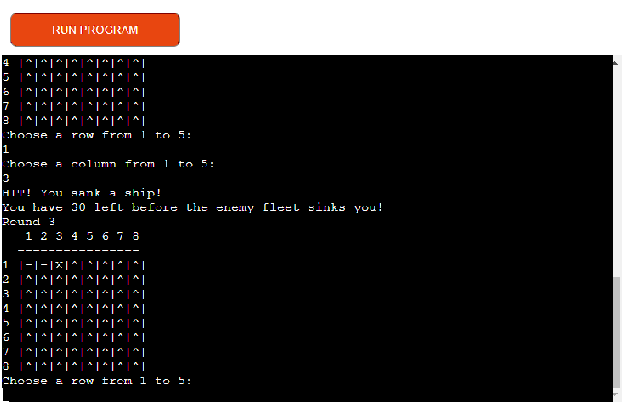 RUN PROGRAM
4 |^|^|^|^|^|^|^|^|
5 |^|^|^|^|^|^|^|^|
6 |^|^|^|^|^|^|^|^|
7 |^|^|^|^|^|^|^|^|
8 |^|^|^|^|^|^|^|^|
Choose a row from 1 to 5:
1
Choose a column from 1 to 5:
3
HIT! You sank a ship!
You have 30 left before the enemy fleet sinks you!
Round 3
1 2 3 4 5 6 7 8
-----------------
1 |-|-|X|^|^|^|^|^|
2 |^|^|^|^|^|^|^|^|
3 |^|^|^|^|^|^|^|^|
4 |^|^|^|^|^|^|^|^|
5 |^|^|^|^|^|^|^|^|
6 |^|^|^|^|^|^|^|^|
7 |^|^|^|^|^|^|^|^|
8 |^|^|^|^|^|^|^|^|
Choose a row from 1 to 5: